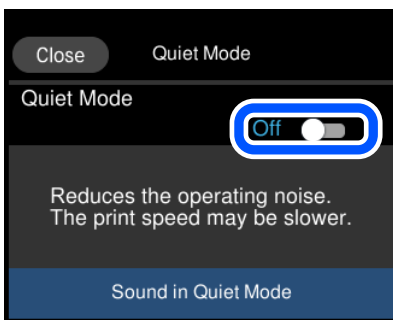 Close
Quiet Mode
Quiet Mode
Off
Reduces the operating noise.
The print speed may be slower.
Sound in Quiet Mode